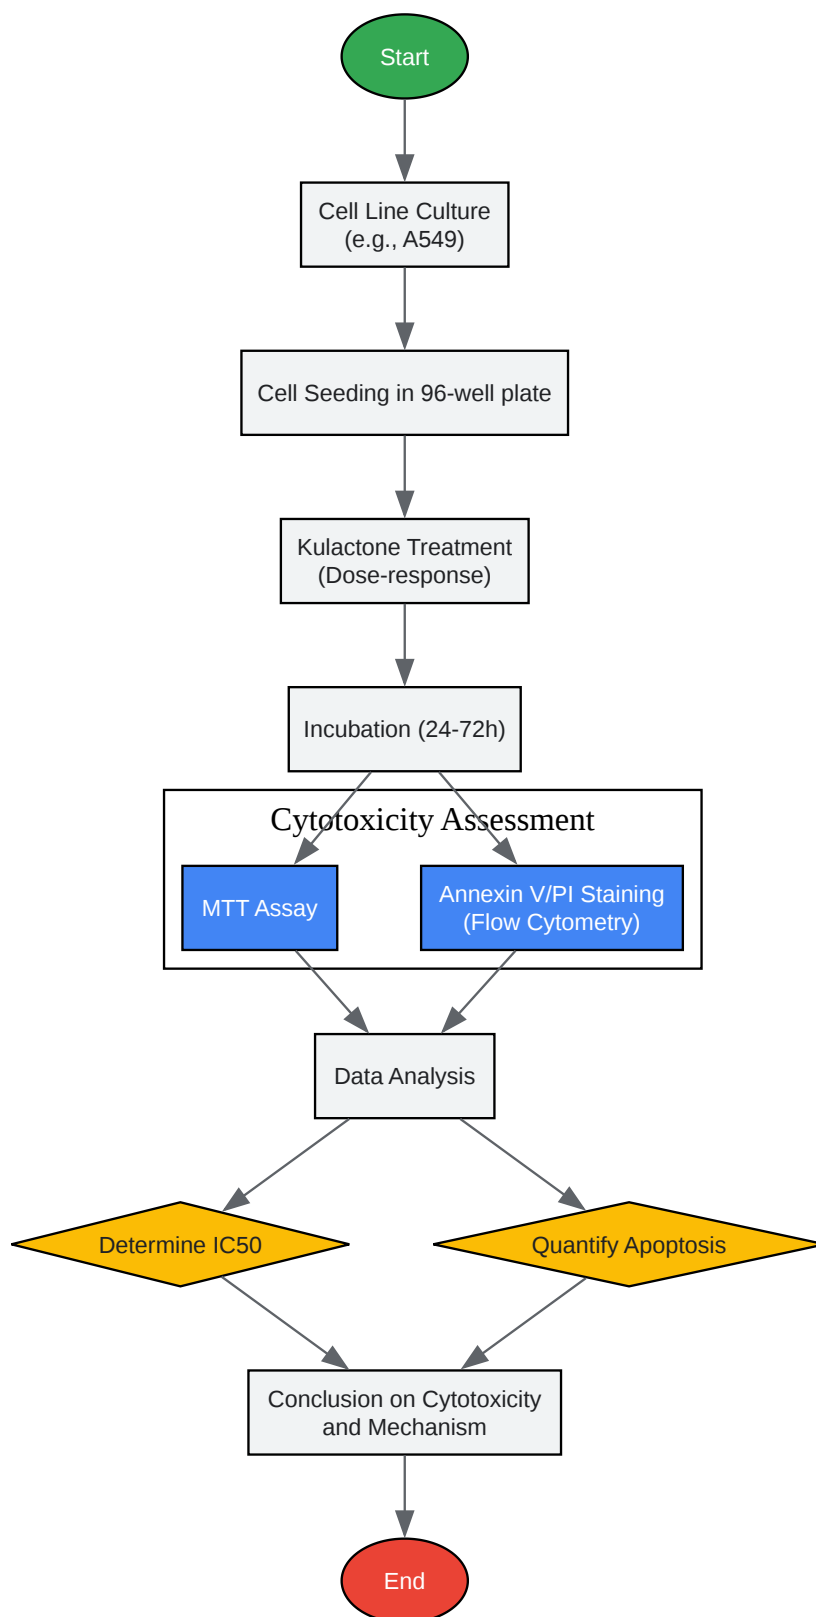 Start
Cell Line Culture
(e.g., A549)
Cell Seeding in 96-well plate
Kulactone Treatment
(Dose-response)
Incubation (24-72h)
Cytotoxicity Assessment
MTT Assay
Annexin V/PI Staining
(Flow Cytometry)
Data Analysis
Determine IC50
Quantify Apoptosis
Conclusion on Cytotoxicity
and Mechanism
End